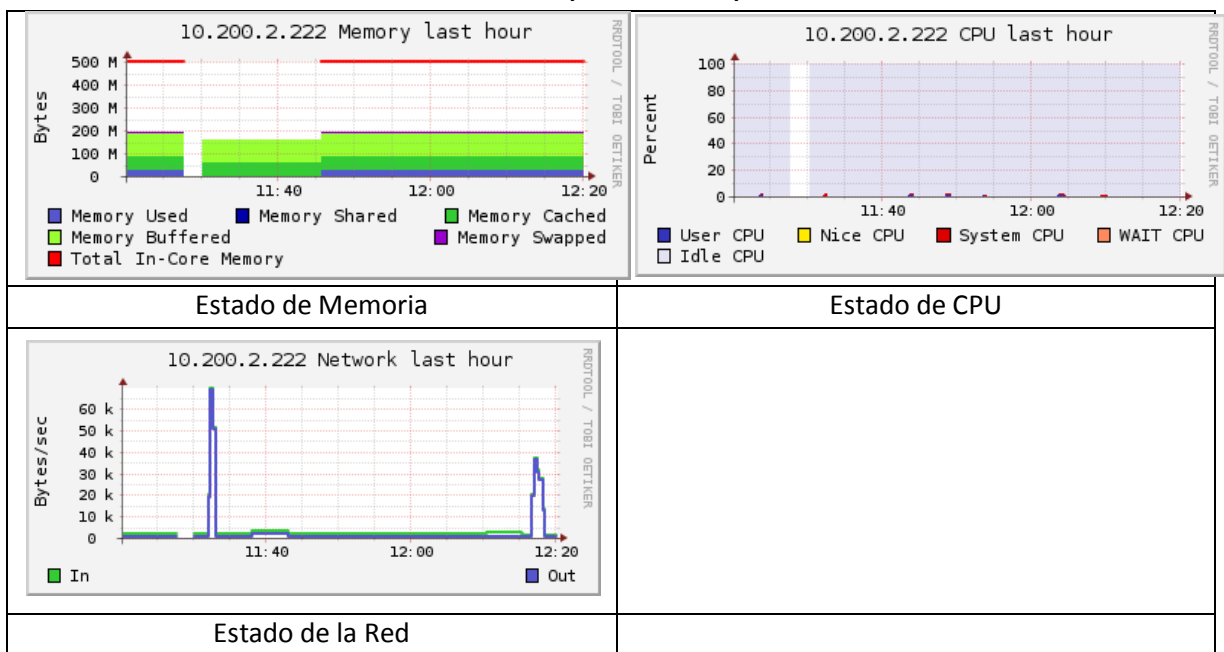 10.200.2.222 Memory last hour
RRDTOOL / TOBI OETIKER
Bytes
500 M
400 M
300 M
200 M
100 M
0
11:40 12:00 12:20
Memory Used Memory Shared Memory Cached
Memory Buffered Memory Swapped
Total In-Core Memory
10.200.2.222 CPU last hour
RRDTOOL / TOBI OETIKER
Percent
100
80
60
40
20
0
11:40 12:00 12:20
User CPU Nice CPU System CPU WAIT CPU
Idle CPU
Estado de Memoria
Estado de CPU
10.200.2.222 Network last hour
RRDTOOL / TOBI OETIKER
Bytes/sec
60 k
50 k
40 k
30 k
20 k
10 k
0
11:40 12:00 12:20
In Out
Estado de la Red